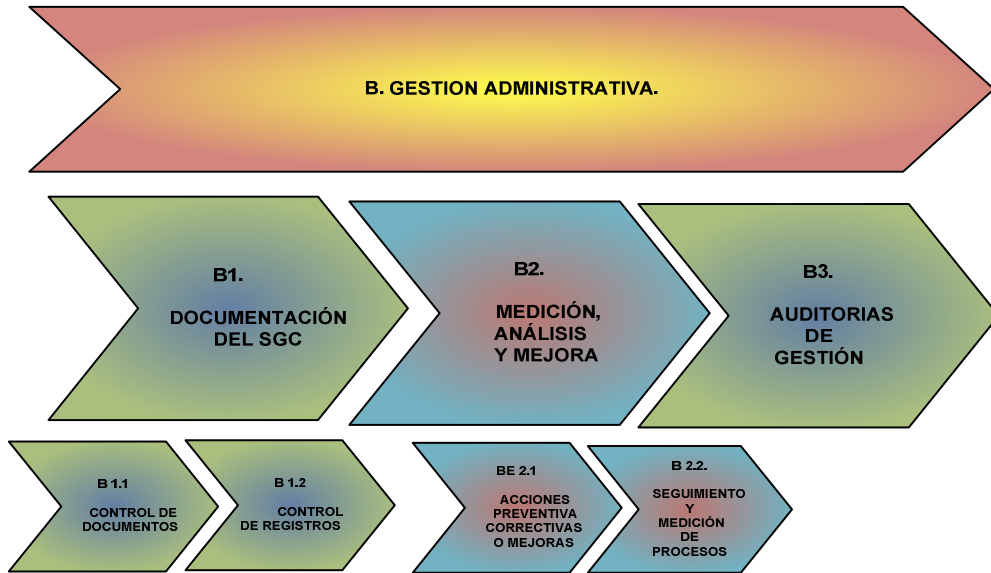 B. GESTION ADMINISTRATIVA.
B1.
DOCUMENTACIÓN
DEL SGC
B2.
MEDICIÓN,
ANÁLISIS
Y MEJORA
B3.
AUDITORIAS
DE
GESTIÓN
B 1.1
CONTROL DE
DOCUMENTOS
B 1.2
CONTROL
DE REGISTROS
BE 2.1
ACCIONES
PREVENTIVA
CORRECTIVAS
O MEJORAS
B 2.2.
SEGUIMIENTO
Y
MEDICIÓN
DE
PROCESOS